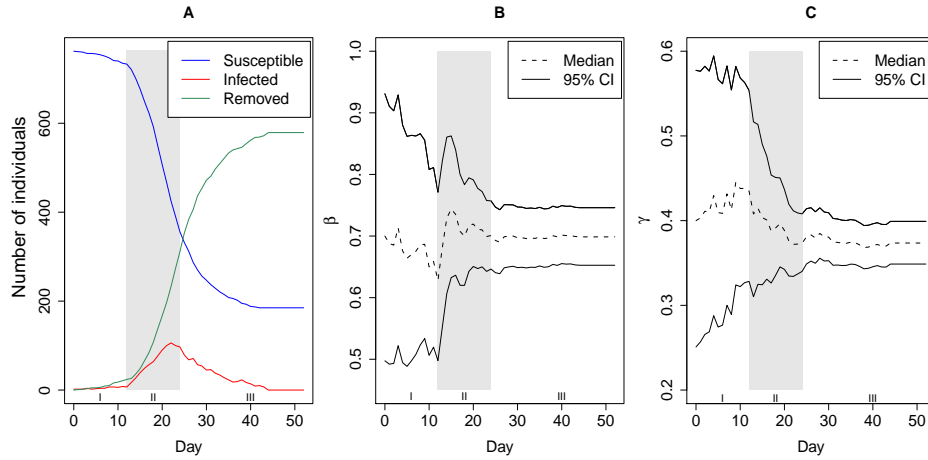 A
Number of individuals
0 200 400 600
Susceptible
Infected
Removed
I II III
0 10 20 30 40 50
Day
B
β
0.5 0.6 0.7 0.8 0.9 1.0
Median
95% CI
I II III
0 10 20 30 40 50
Day
C
γ
0.2 0.3 0.4 0.5 0.6
Median
95% CI
I II III
0 10 20 30 40 50
Day